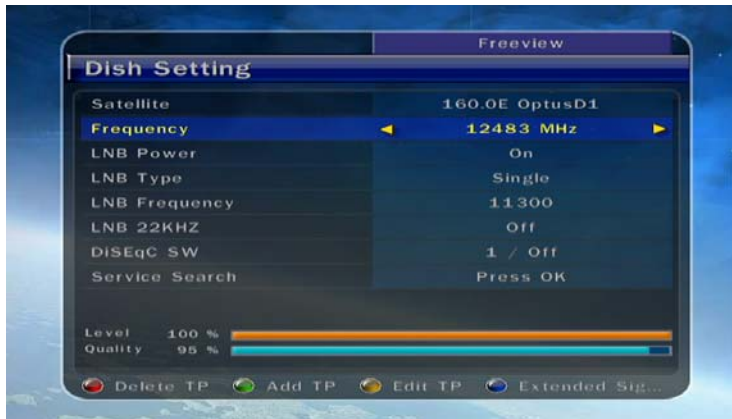 Freeview
Dish Setting
Satellite 160.0E OptusD1
Frequency 12483 MHz
LNB Power On
LNB Type Single
LNB Frequency 11300
LNB 22KHZ Off
DiSEqC SW 1 / Off
Service Search Press OK
Level 100 %
Quality 95 %
Delete TP Add TP Edit TP Extended Sig...